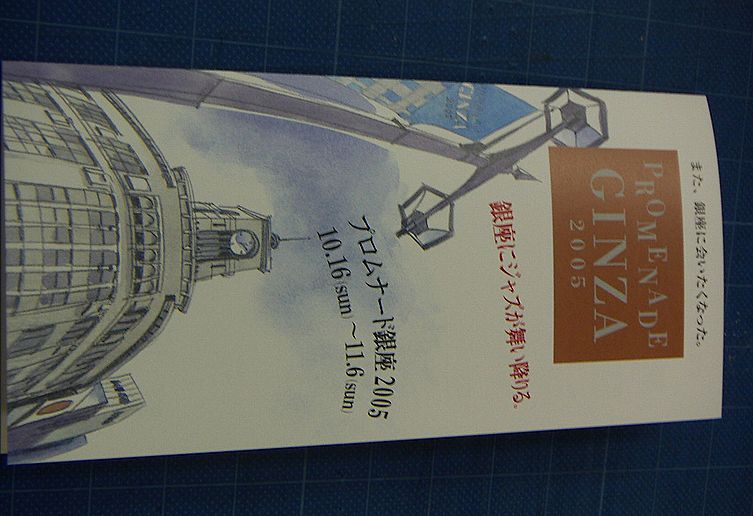 また、銀座に会いたくなった。
PROMENADE
GINZA
2005
銀座にジャズが舞い降りる。
プロムナード銀座2005
10.16(sun)〜11.6(sun)
GINZA